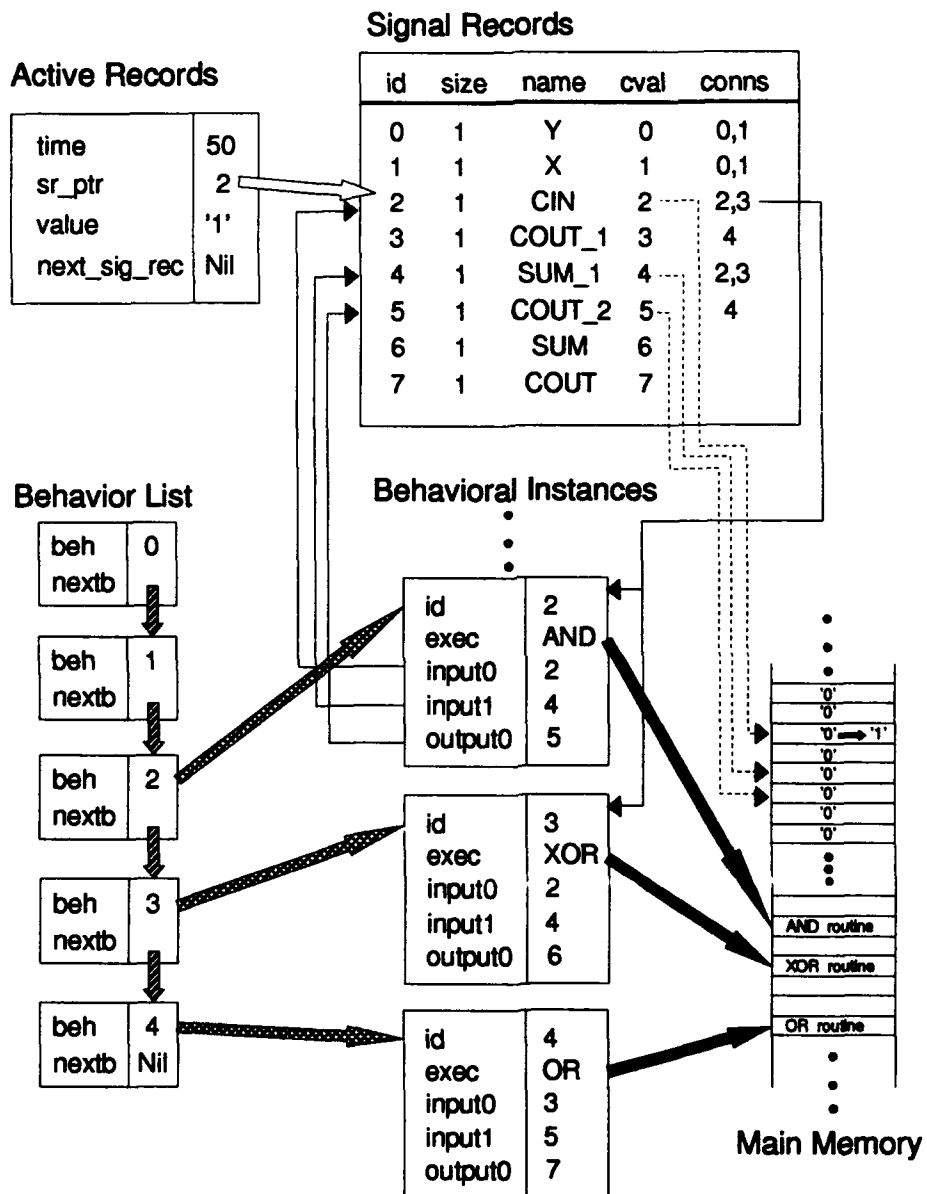 Signal Records
id size name cval conns
0 1 Y 0 0,1
1 1 X 1 0,1
2 1 CIN 2 2,3
3 1 COUT_1 3 4
4 1 SUM_1 4 2,3
5 1 COUT_2 5 4
6 1 SUM 6
7 1 COUT 7
Active Records
time 50
sr_ptr 2
value '1'
next_sig_rec Nil
Behavior List
beh 0
nextb
beh 1
nextb
beh 2
nextb
beh 3
nextb
beh 4
nextb Nil
Behavioral Instances
id 2
exec AND
input0 2
input1 4
output0 5
id 3
exec XOR
input0 2
input1 4
output0 6
id 4
exec OR
input0 3
input1 5
output0 7
'0'
'0'
'0' '1'
'0'
'0'
'0'
'0'
'0'
AND routine
XOR routine
OR routine
Main Memory